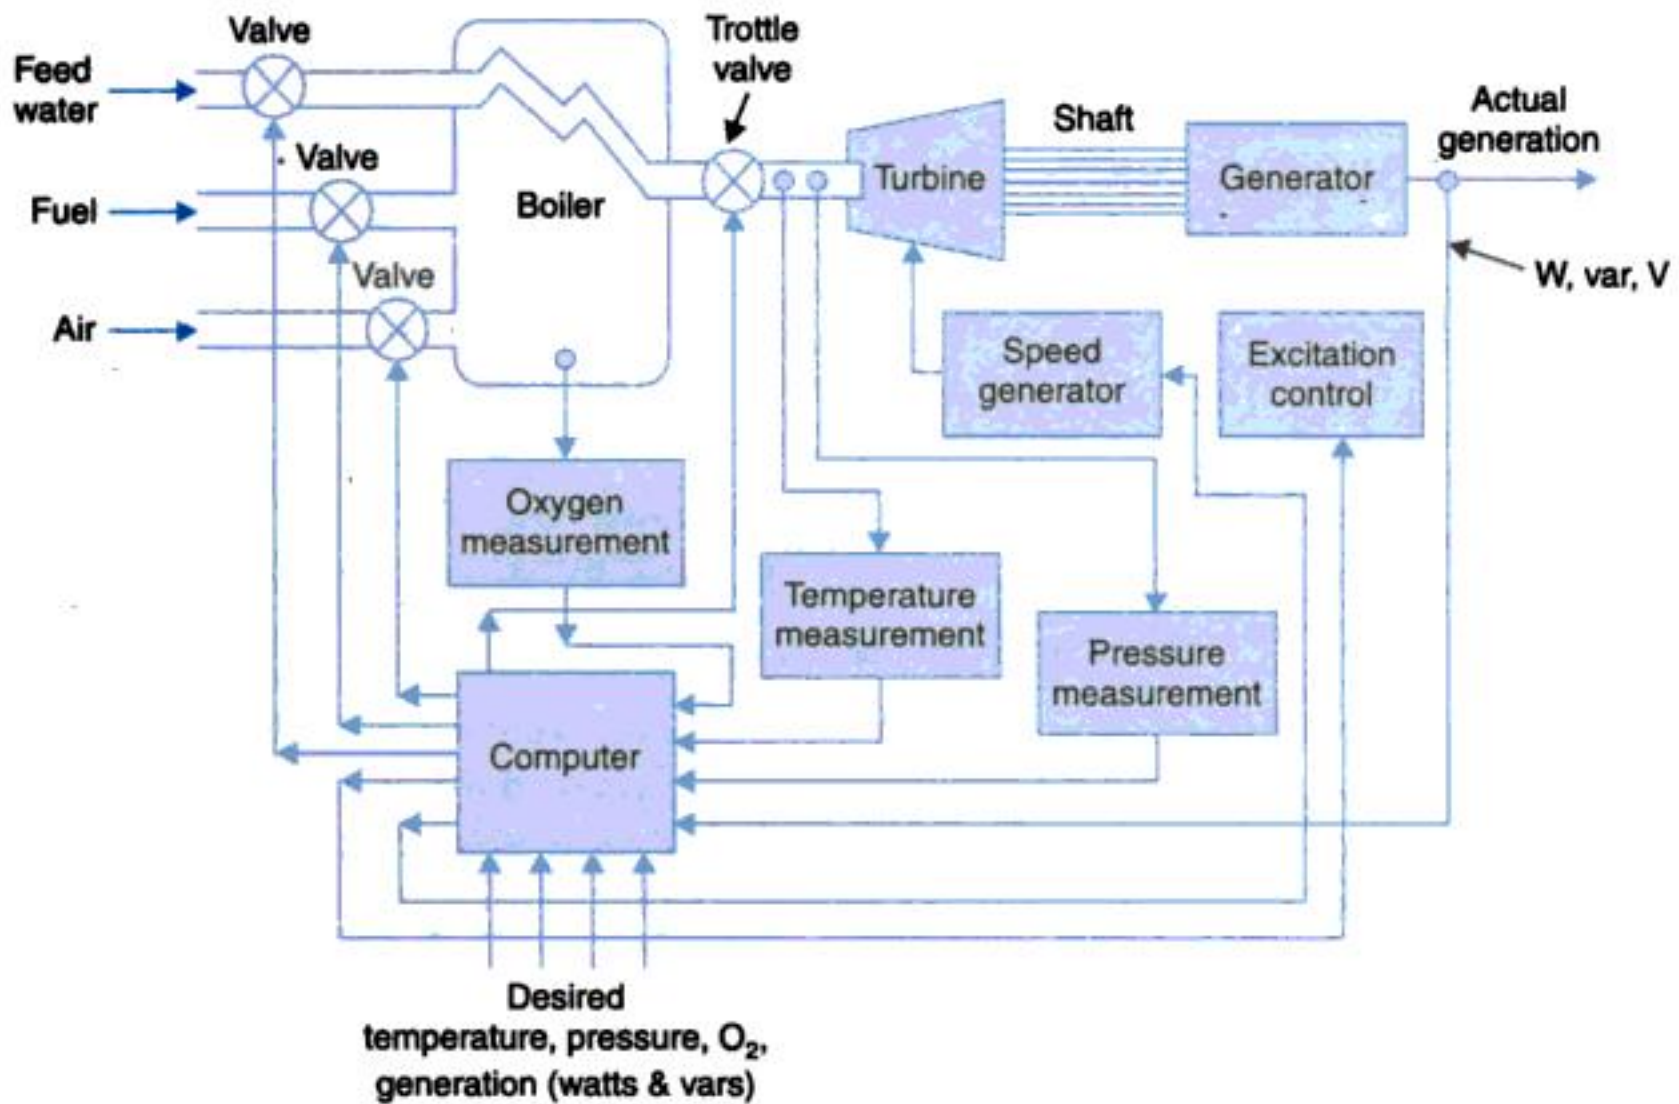 Valve
Feed
water
Valve
Fuel
Valve
Air
Boiler
Trottle
valve
Turbine
Shaft
Generator
Actual
generation
W, var, V
Speed
generator
Excitation
control
Oxygen
measurement
Temperature
measurement
Pressure
measurement
Computer
Desired
temperature, pressure, O₂,
generation (watts & vars)